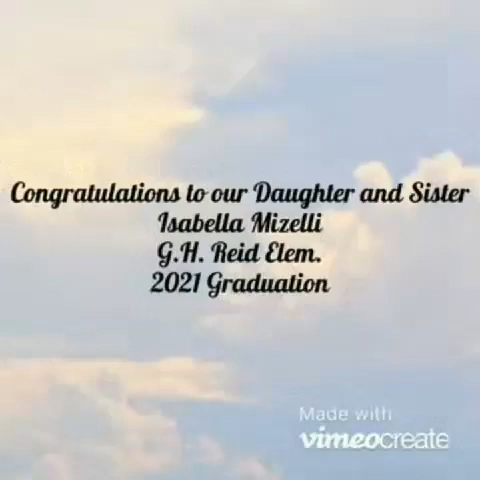 Congratulations to our Daughter and Sister
Isabella Mizelli
G.H. Reid Elem.
2021 Graduation
Made with
vimeocreate